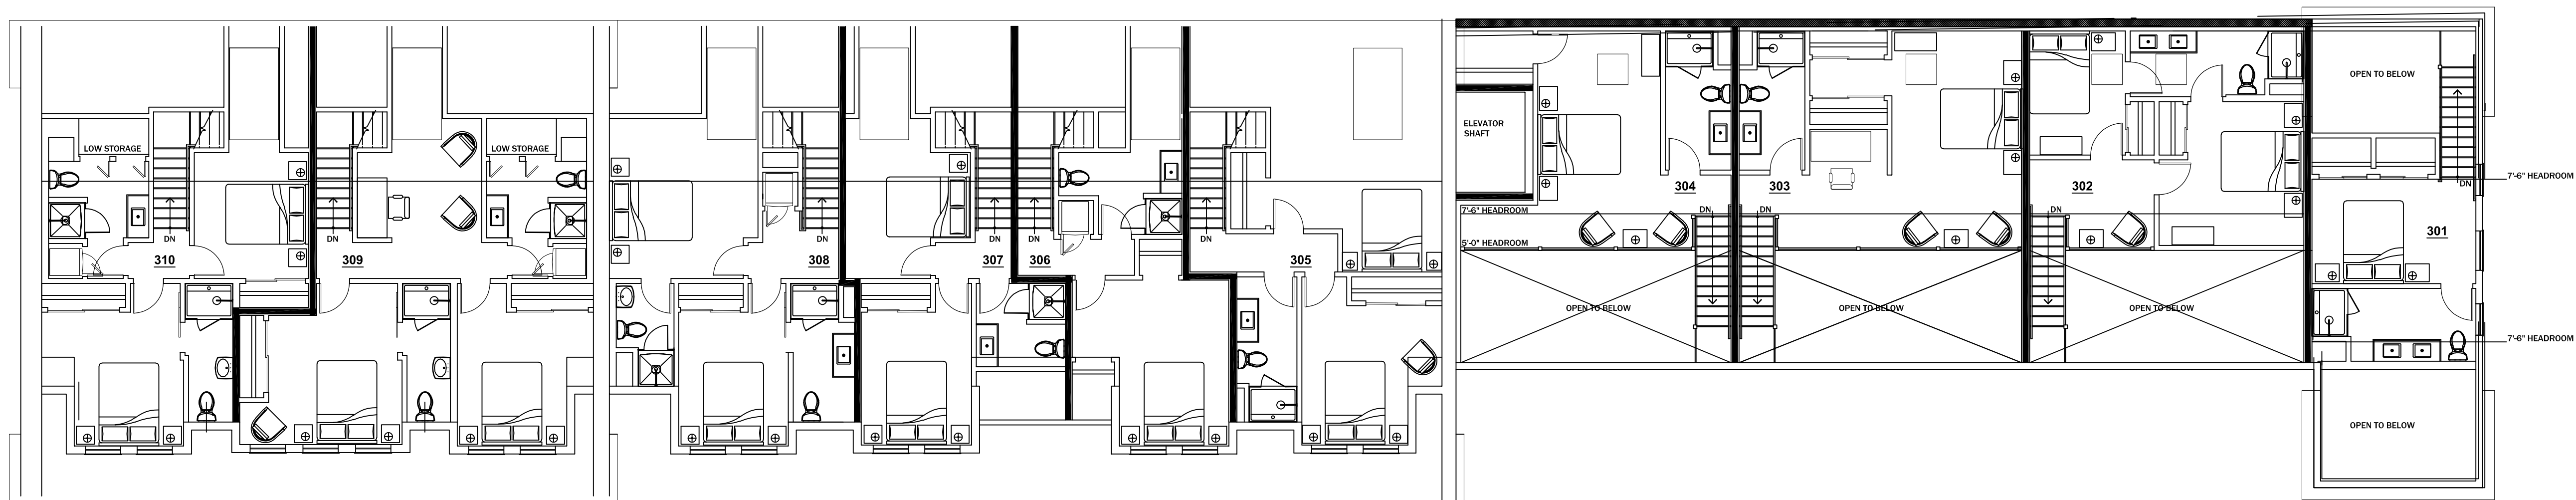 LOW STORAGE
DN
310
DN
309
LOW STORAGE
DN
308
DN
307
DN
306
DN
305
ELEVATOR
SHAFT
7'-6" HEADROOM
5'-0" HEADROOM
304
DN
OPEN TO BELOW
303
DN
OPEN TO BELOW
302
DN
OPEN TO BELOW
OPEN TO BELOW
DN
7'-6" HEADROOM
301
7'-6" HEADROOM
OPEN TO BELOW